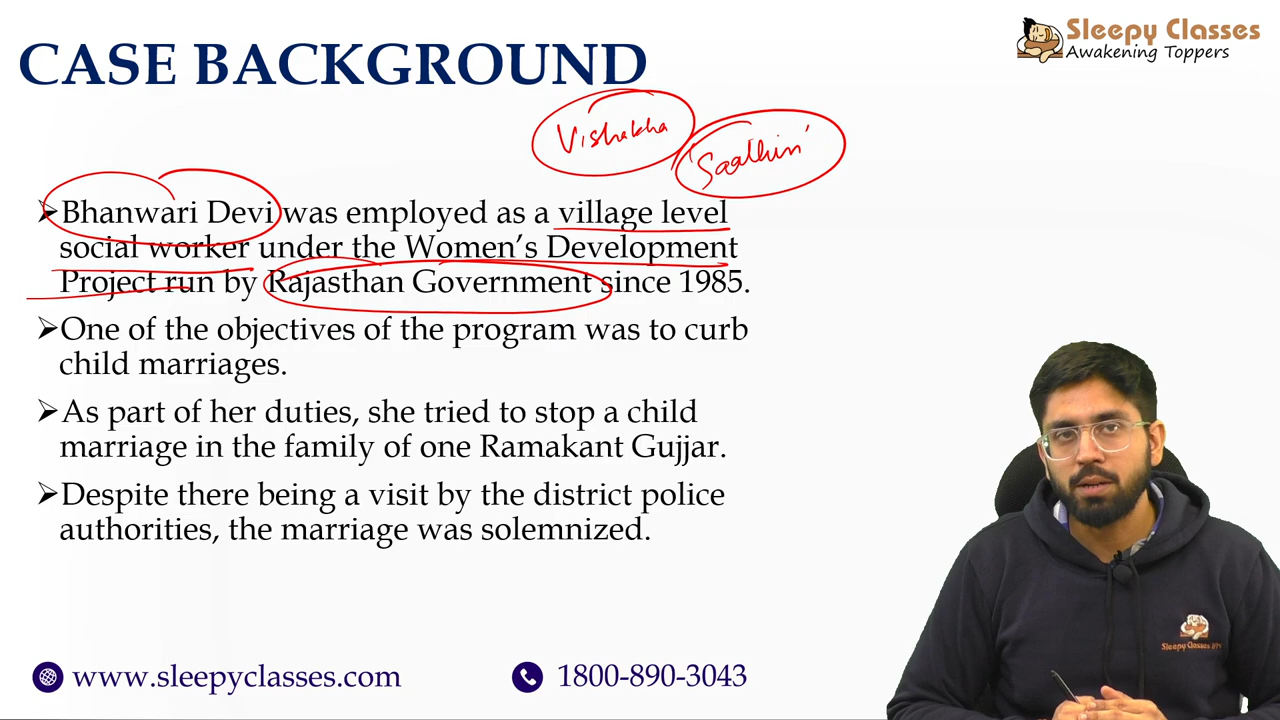 CASE BACKGROUND
Sleepy Classes
Awakening Toppers
Vishakha
'Saathin'
➢Bhanwari Devi was employed as a village level
social worker under the Women’s Development
Project run by Rajasthan Government since 1985.
➢One of the objectives of the program was to curb
child marriages.
➢As part of her duties, she tried to stop a child
marriage in the family of one Ramakant Gujjar.
➢Despite there being a visit by the district police
authorities, the marriage was solemnized.
Sleepy Classes
www.sleepyclasses.com
1800-890-3043